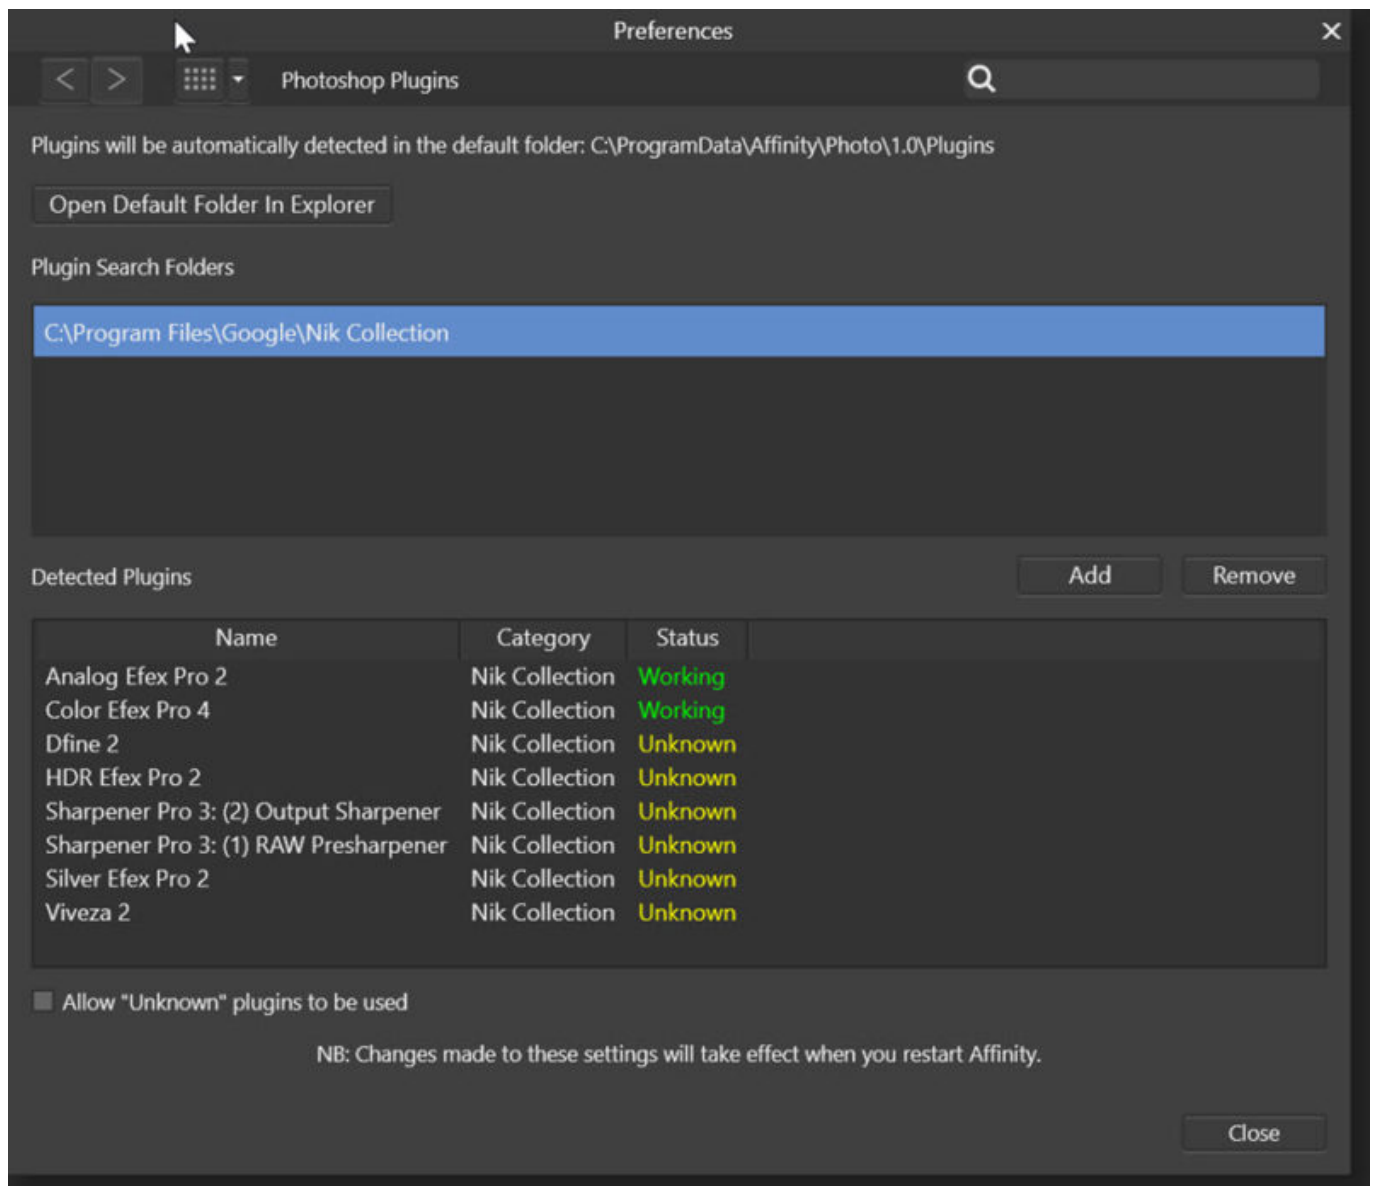 Preferences
Photoshop Plugins
Plugins will be automatically detected in the default folder: C:\ProgramData\Affinity\Photo\1.0\Plugins
Open Default Folder In Explorer
Plugin Search Folders
C:\Program Files\Google\Nik Collection
Detected Plugins Add Remove
Name Category Status
Analog Efex Pro 2 Nik Collection Working
Color Efex Pro 4 Nik Collection Working
Dfine 2 Nik Collection Unknown
HDR Efex Pro 2 Nik Collection Unknown
Sharpener Pro 3: (2) Output Sharpener Nik Collection Unknown
Sharpener Pro 3: (1) RAW Presharpener Nik Collection Unknown
Silver Efex Pro 2 Nik Collection Unknown
Viveza 2 Nik Collection Unknown
Allow "Unknown" plugins to be used
NB: Changes made to these settings will take effect when you restart Affinity.
Close